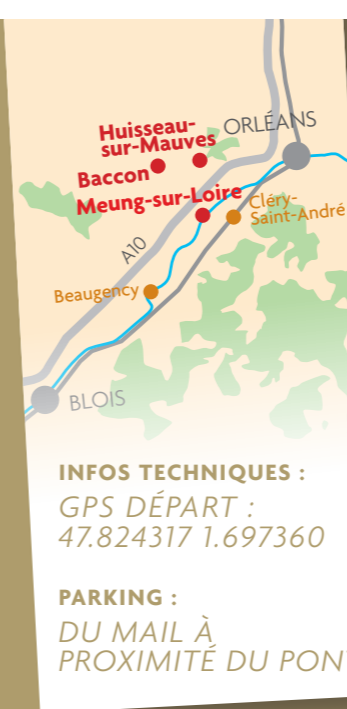 Huisseau-
sur-Mauves
ORLÉANS
Baccon
Meung-sur-Loire
Cléry-
Saint-André
A10
Beaugency
BLOIS
INFOS TECHNIQUES :
GPS DÉPART :
47.824317 1.697360
PARKING :
DU MAIL À
PROXIMITÉ DU PON